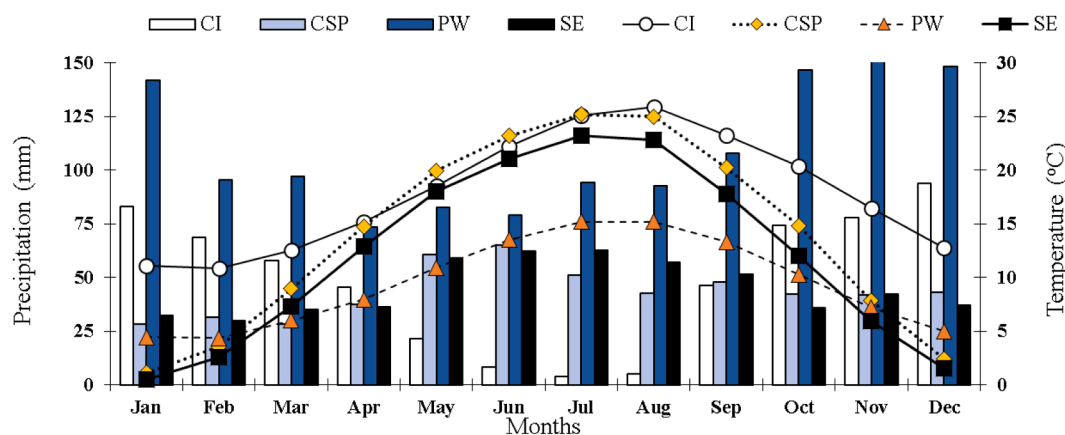 CI CSP PW SE CI CSP PW SE
150 30
125 25
100 20
75 15
50 10
25 5
0 0
Precipitation (mm)
Temperature (ºC)
Jan Feb Mar Apr May Jun Jul Aug Sep Oct Nov Dec
Months